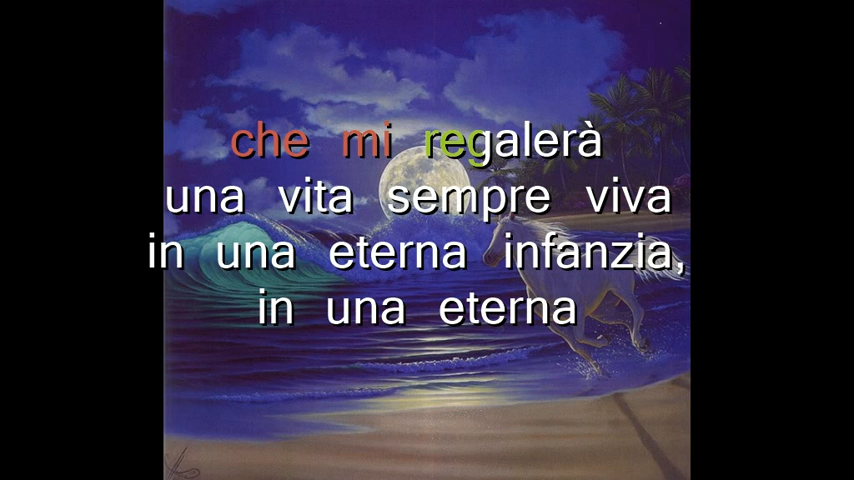 che mi regalerà
una vita sempre viva
in una eterna infanzia,
in una eterna